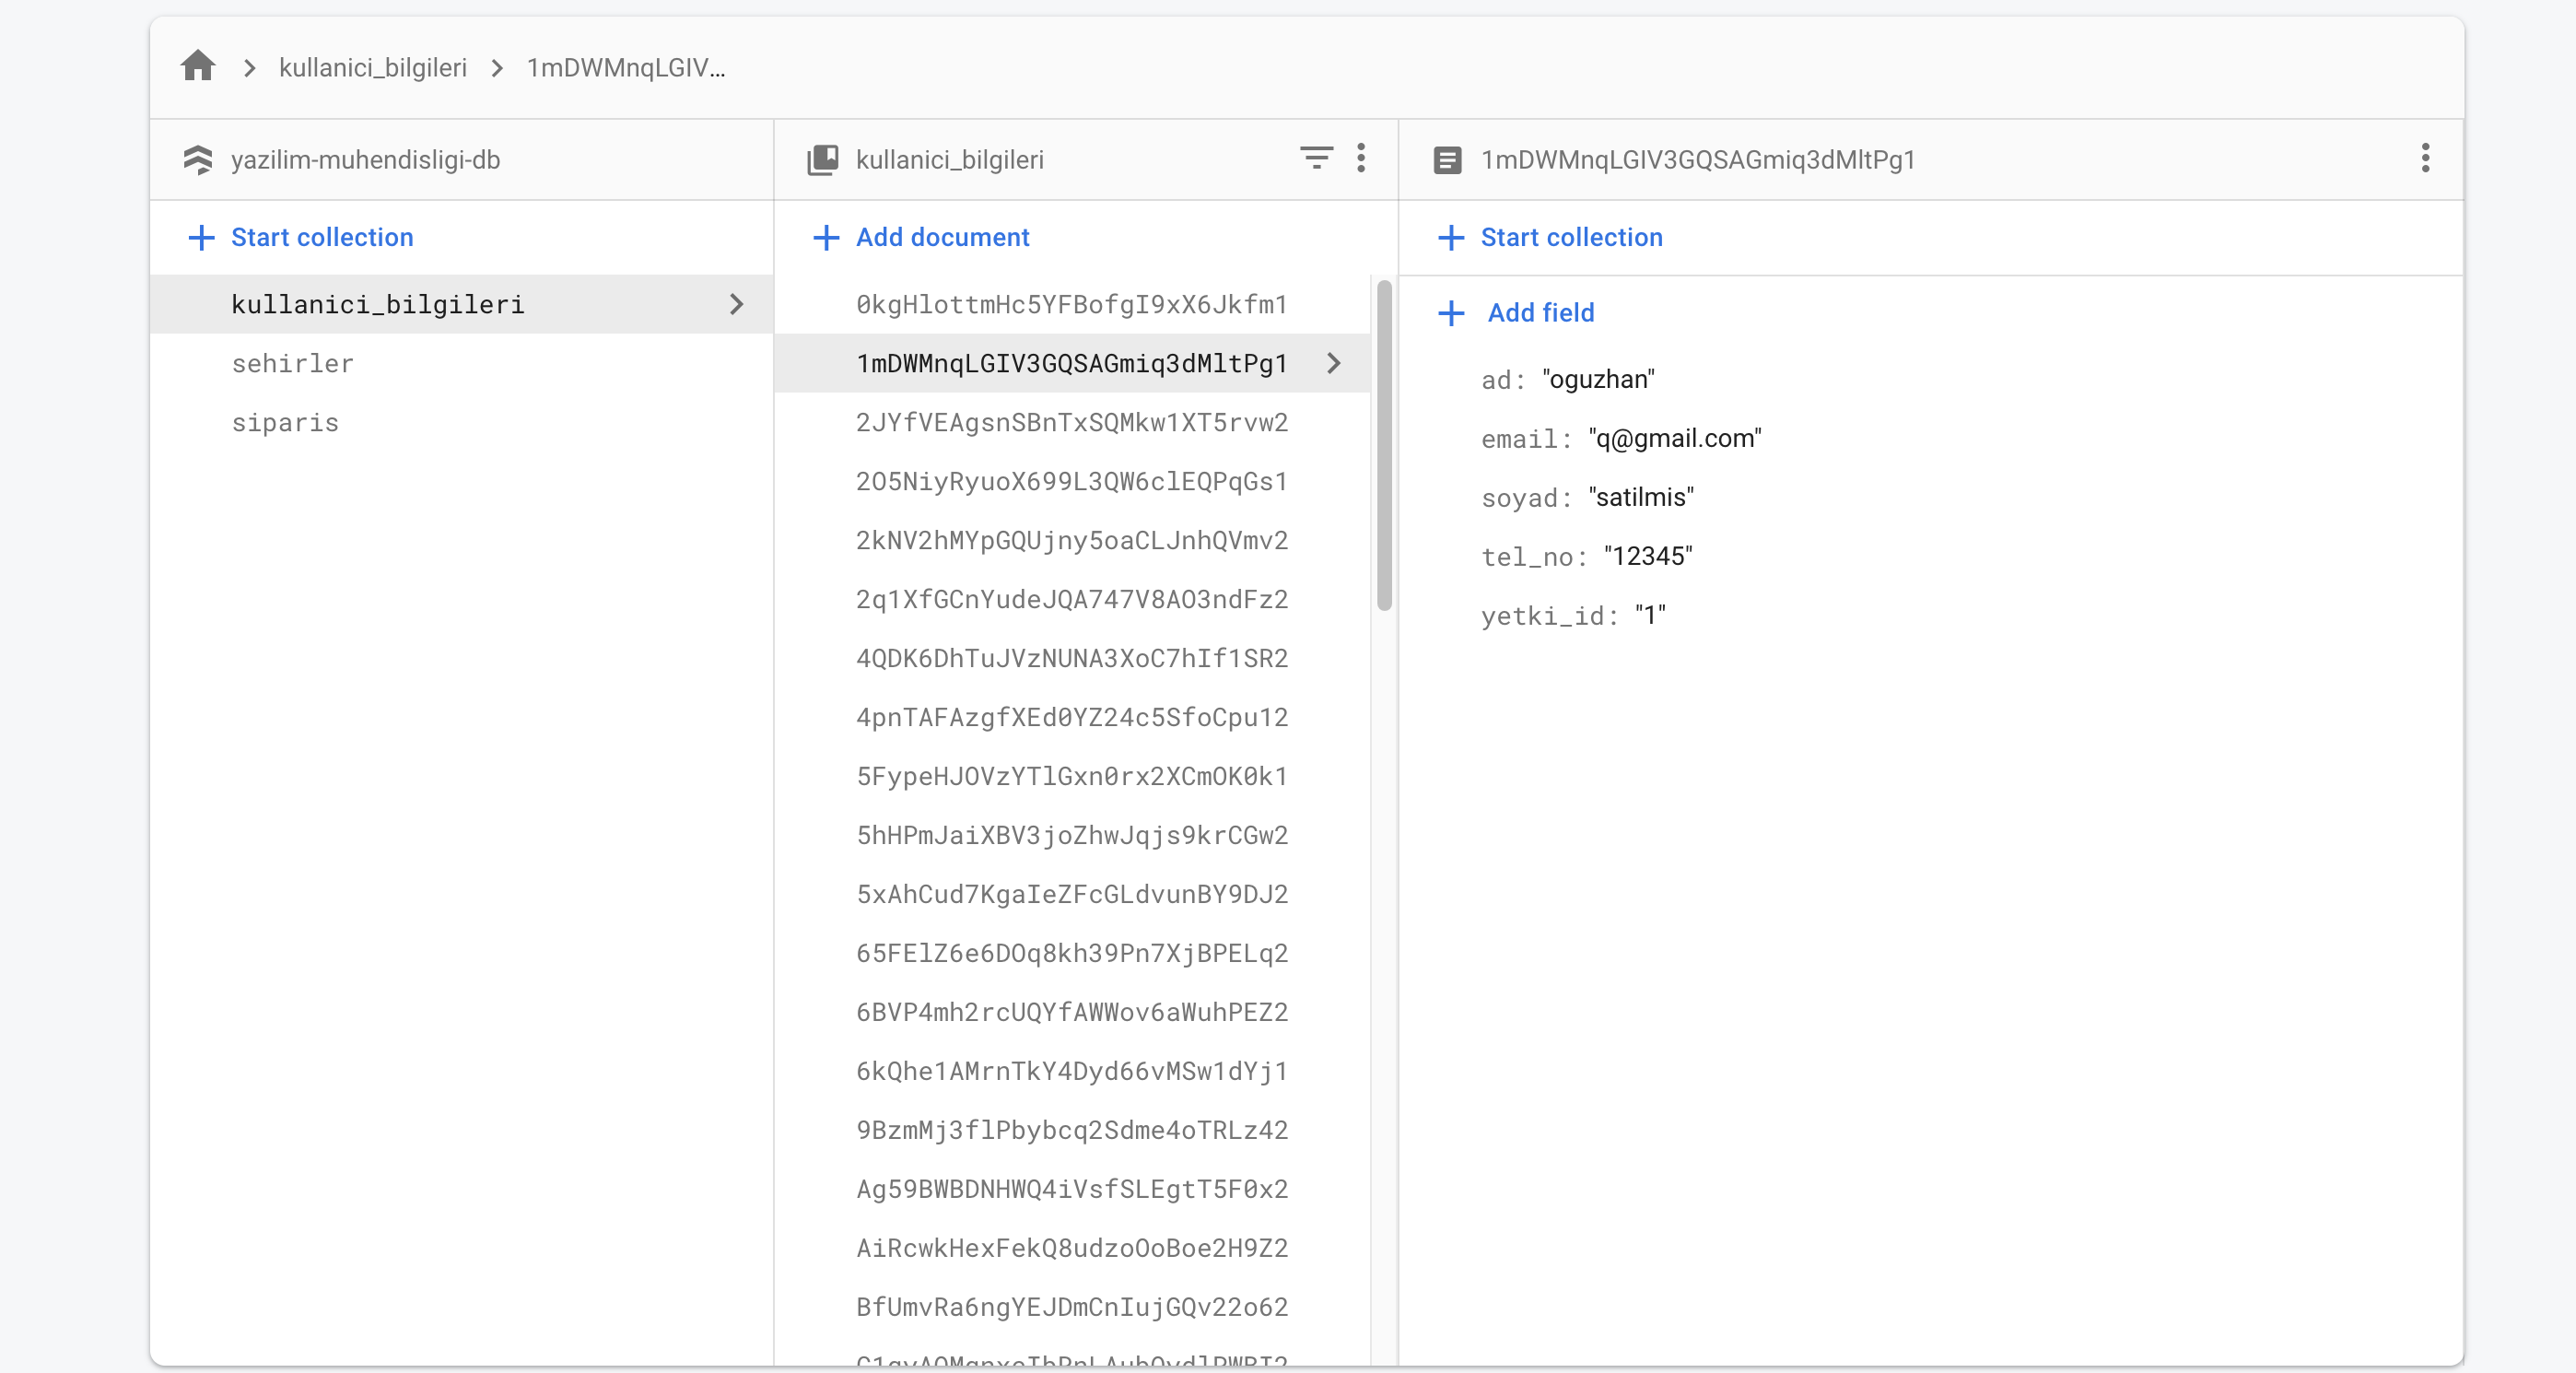 kullanici_bilgileri
1mDWMnqLGIV...
yazilim-muhendisligi-db
Start collection
kullanici_bilgileri
sehirler
siparis
kullanici_bilgileri
Add document
0kgHlottmHc5YFBofgI9xX6Jkfm1
1mDWMnqLGIV3GQSAGmiq3dMltPg1
2JYfVEAgsnSBnTxSQMkw1XT5rvw2
2O5NiyRyuoX699L3QW6clEQPqGs1
2kNV2hMYpGQUjny5oaCLJnhQVmv2
2q1XfGCnYudeJQA747V8AO3ndFz2
4QDK6DhTuJVzNUNA3XoC7hIf1SR2
4pnTAFAzgfXEd0YZ24c5SfoCpu12
5FypeHJOVzYTlGxn0rx2XCmOK0k1
5hHPmJaiXBV3joZhwJqjs9krCGw2
5xAhCud7KgaIeZFcGLdvunBY9DJ2
65FElZ6e6DOq8kh39Pn7XjBPELq2
6BVP4mh2rcUQYfAWWov6aWuhPEZ2
6kQhe1AMrnTkY4Dyd66vMSw1dYj1
9BzmMj3flPbybcq2Sdme4oTRLz42
Ag59BWBDNHWQ4iVsfSLEgtT5F0x2
AiRcwkHexFekQ8udzoOoBoe2H9Z2
BfUmvRa6ngYEJDmCnIujGQv22o62
1mDWMnqLGIV3GQSAGmiq3dMltPg1
Start collection
Add field
ad: "oguzhan"
email: "q@gmail.com"
soyad: "satilmis"
tel_no: "12345"
yetki_id: "1"